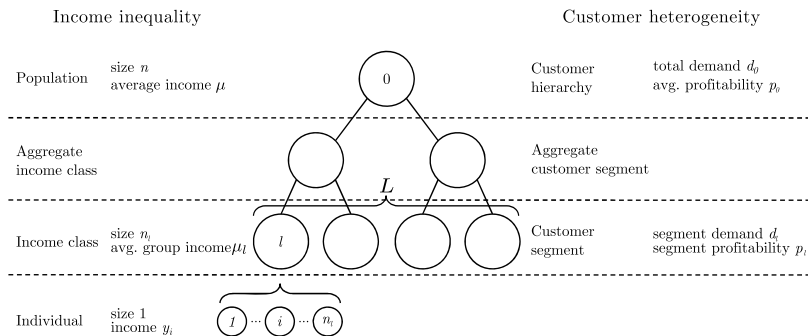 Income inequality
Customer heterogeneity
Population
size n
average income μ
0
Customer
hierarchy
total demand d₀
avg. profitability p₀
Aggregate
income class
Aggregate
customer segment
L
Income class
size nₗ
avg. group incomeμₗ
l
Customer
segment
segment demand dₗ
segment profitability pₗ
Individual
size 1
income yᵢ
1 ... i ... nₗ